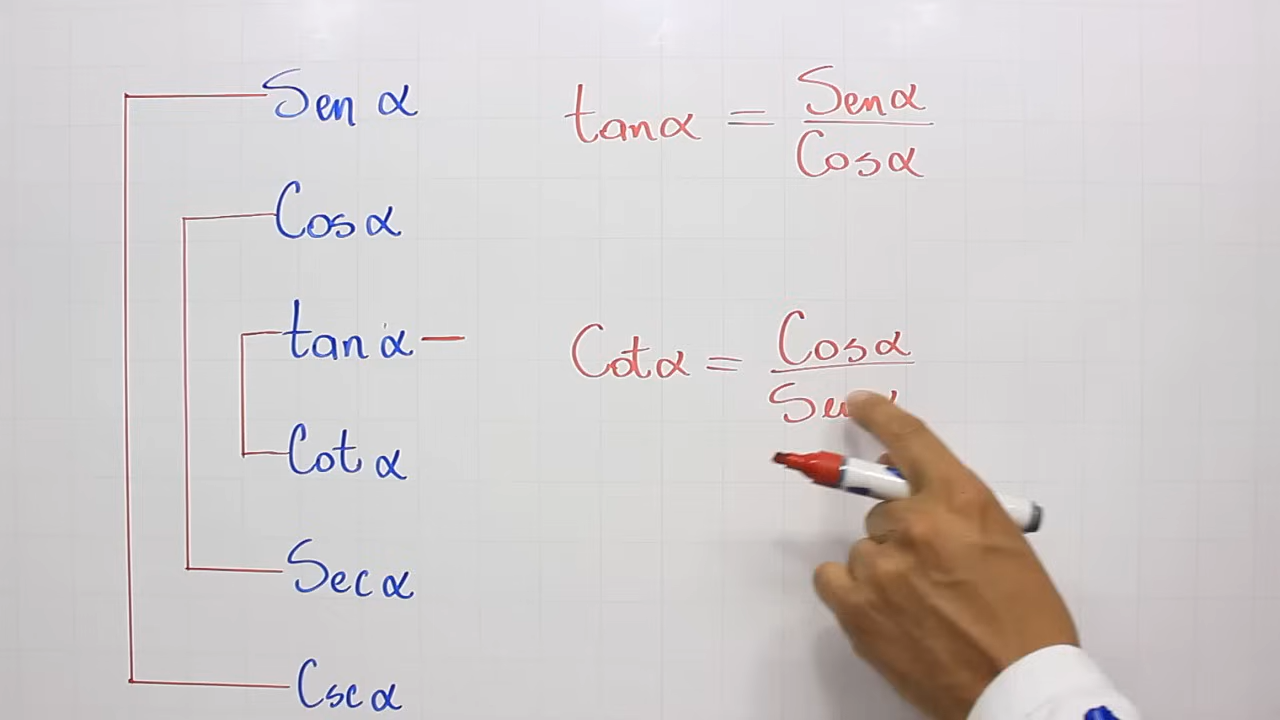 Sen α
Cos α
tan α –
Cot α
Sec α
Csc α
tan α = Sen α
Cos α
Cot α = Cos α